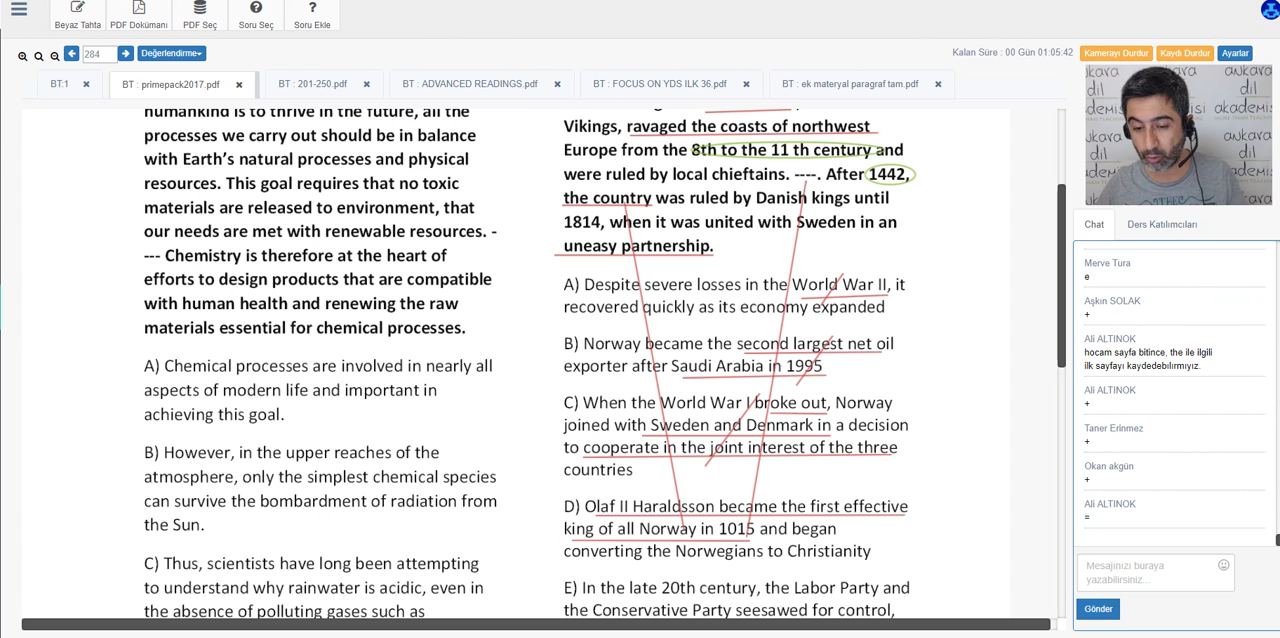 Beyaz Tahta
PDF Dokümanı
PDF Seç
Soru Seç
Soru Ekle
284
Değerlendirme
Kalan Süre : 00 Gün 01:05:42
Kamerayı Durdur
Kaydı Durdur
Ayarlar
BT:1
BT : primepack2017.pdf
BT : 201-250.pdf
BT : ADVANCED READINGS.pdf
BT : FOCUS ON YDS ILK 36.pdf
BT : ek materyal paragraf tam.pdf
humankind is to thrive in the future, all the
processes we carry out should be in balance
with Earth's natural processes and physical
resources. This goal requires that no toxic
materials are released to environment, that
our needs are met with renewable resources. -
--- Chemistry is therefore at the heart of
efforts to design products that are compatible
with human health and renewing the raw
materials essential for chemical processes.
A) Chemical processes are involved in nearly all
aspects of modern life and important in
achieving this goal.
B) However, in the upper reaches of the
atmosphere, only the simplest chemical species
can survive the bombardment of radiation from
the Sun.
C) Thus, scientists have long been attempting
to understand why rainwater is acidic, even in
the absence of polluting gases such as
Vikings, ravaged the coasts of northwest
Europe from the 8th to the 11 th century and
were ruled by local chieftains. ----. After 1442,
the country was ruled by Danish kings until
1814, when it was united with Sweden in an
uneasy partnership.
A) Despite severe losses in the World War II, it
recovered quickly as its economy expanded
B) Norway became the second largest net oil
exporter after Saudi Arabia in 1995
C) When the World War I broke out, Norway
joined with Sweden and Denmark in a decision
to cooperate in the joint interest of the three
countries
D) Olaf II Haraldsson became the first effective
king of all Norway in 1015 and began
converting the Norwegians to Christianity
E) In the late 20th century, the Labor Party and
the Conservative Party seesawed for control,
ankara
dil
akademisi
Chat
Ders Katılımcıları
Merve Tura
e
Aşkın SOLAK
+
Ali ALTINOK
hocam sayfa bitince, the ile ilgili
ilk sayfayı kaydedebılırmıyız.
Ali ALTINOK
+
Taner Erinmez
+
Okan akgün
+
Ali ALTINOK
=
Mesajınızı buraya
yazabilirsiniz...
Gönder